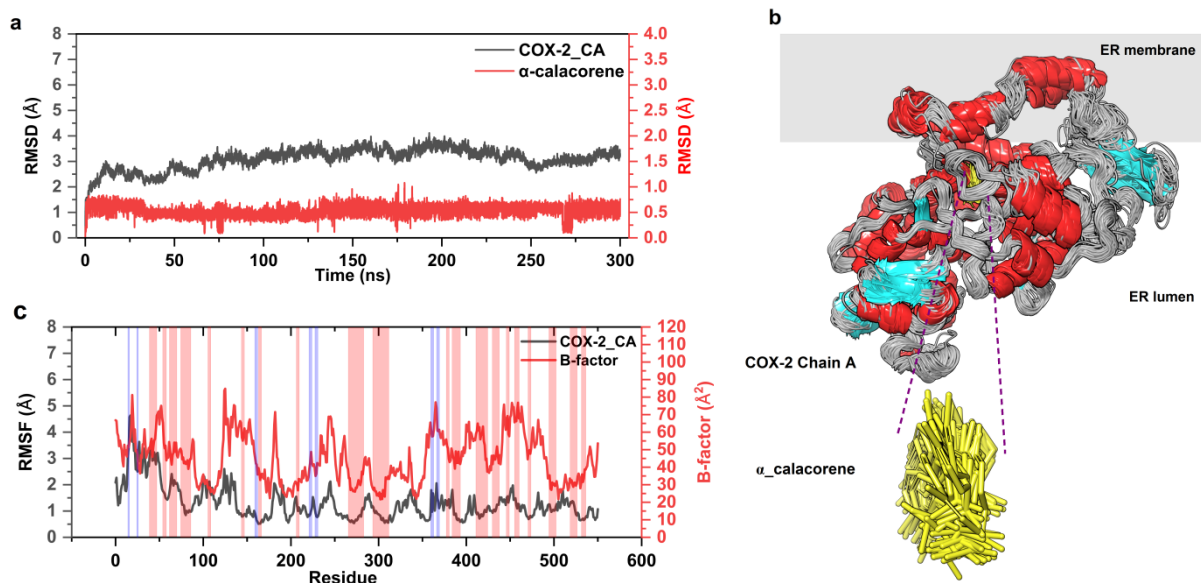 a
8
7
6
5
4
3
2
1
0
RMSD (Å)
COX-2_CA
α-calacorene
4.0
3.5
3.0
2.5
2.0
1.5
1.0
0.5
0.0
RMSD (Å)
0 50 100 150 200 250 300
Time (ns)
b
ER membrane
ER lumen
COX-2 Chain A
α_calacorene
c
8
7
6
5
4
3
2
1
0
RMSF (Å)
COX-2_CA
B-factor
120
110
100
90
80
70
60
50
40
30
20
10
0
B-factor (Å²)
0 100 200 300 400 500 600
Residue